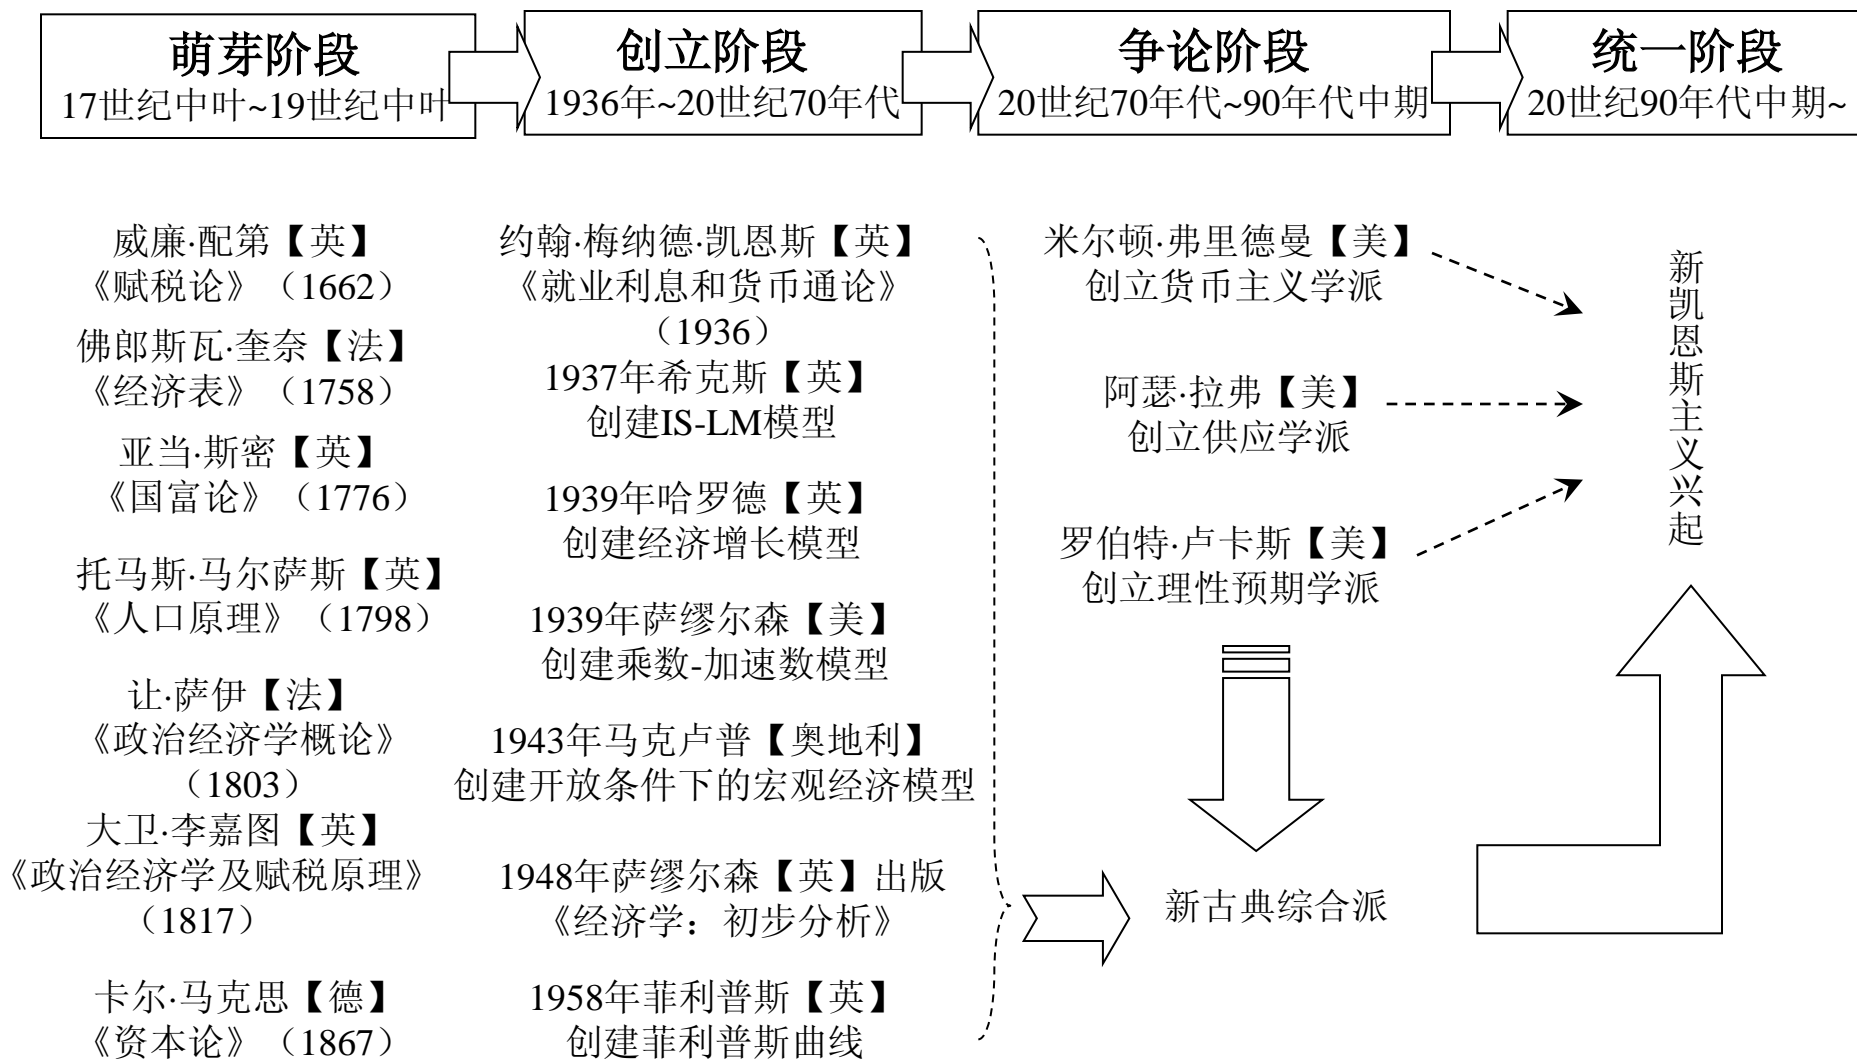 萌芽阶段
17世纪中叶~19世纪中叶
创立阶段
1936年~20世纪70年代
争论阶段
20世纪70年代~90年代中期
统一阶段
20世纪90年代中期~
威廉·配第【英】
《赋税论》（1662）
佛郎斯瓦·奎奈【法】
《经济表》（1758）
亚当·斯密【英】
《国富论》（1776）
托马斯·马尔萨斯【英】
《人口原理》（1798）
让·萨伊【法】
《政治经济学概论》
（1803）
大卫·李嘉图【英】
《政治经济学及赋税原理》
（1817）
卡尔·马克思【德】
《资本论》（1867）
约翰·梅纳德·凯恩斯【英】
《就业利息和货币通论》
（1936）
1937年希克斯【英】
创建IS-LM模型
1939年哈罗德【英】
创建经济增长模型
1939年萨缪尔森【美】
创建乘数-加速数模型
1943年马克卢普【奥地利】
创建开放条件下的宏观经济模型
1948年萨缪尔森【英】出版
《经济学：初步分析》
1958年菲利普斯【英】
创建菲利普斯曲线
米尔顿·弗里德曼【美】
创立货币主义学派
阿瑟·拉弗【美】
创立供应学派
罗伯特·卢卡斯【美】
创立理性预期学派
新古典综合派
新凯恩斯主义兴起